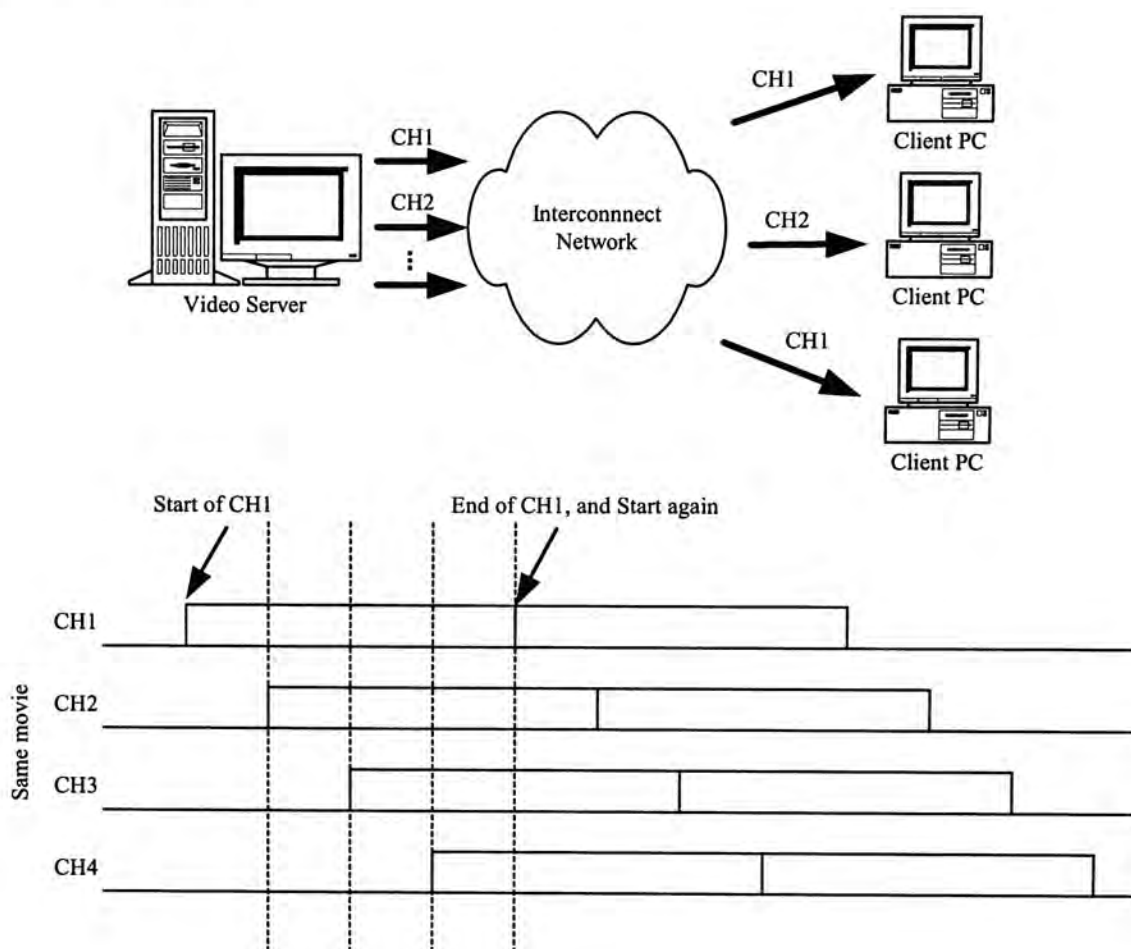 CH1
CH1
Client PC
CH2
⋮
Video Server
Interconnnect
Network
CH2
Client PC
CH1
Client PC
Start of CH1
End of CH1, and Start again
Same movie
CH1
CH2
CH3
CH4